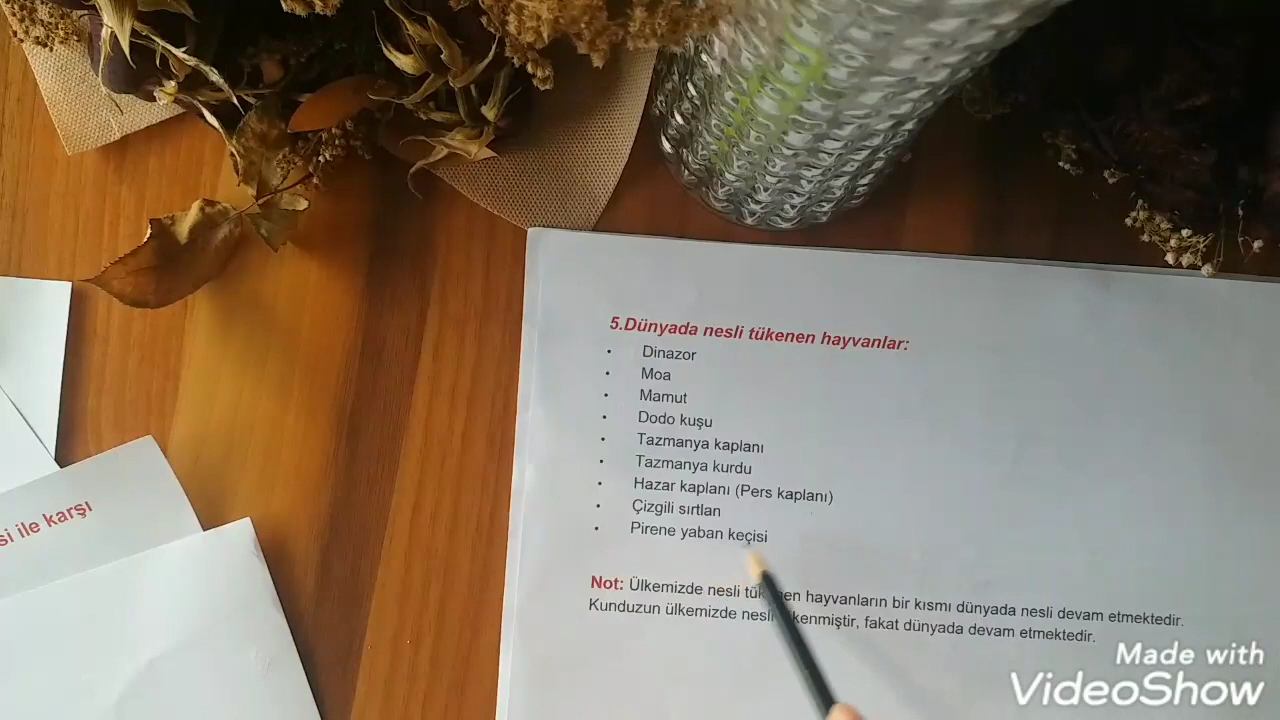 5.Dünyada nesli tükenen hayvanlar:
• Dinazor
• Moa
• Mamut
• Dodo kuşu
• Tazmanya kaplanı
• Tazmanya kurdu
• Hazar kaplanı (Pers kaplanı)
• Çizgili sırtlan
• Pirene yaban keçisi
Not: Ülkemizde nesli hayvanların bir kısmı dünyada nesli devam etmektedir.
Kunduzun ülkemizde nesli fakat dünyada devam etmektedir.
si ile karşı
Made with
VideoShow